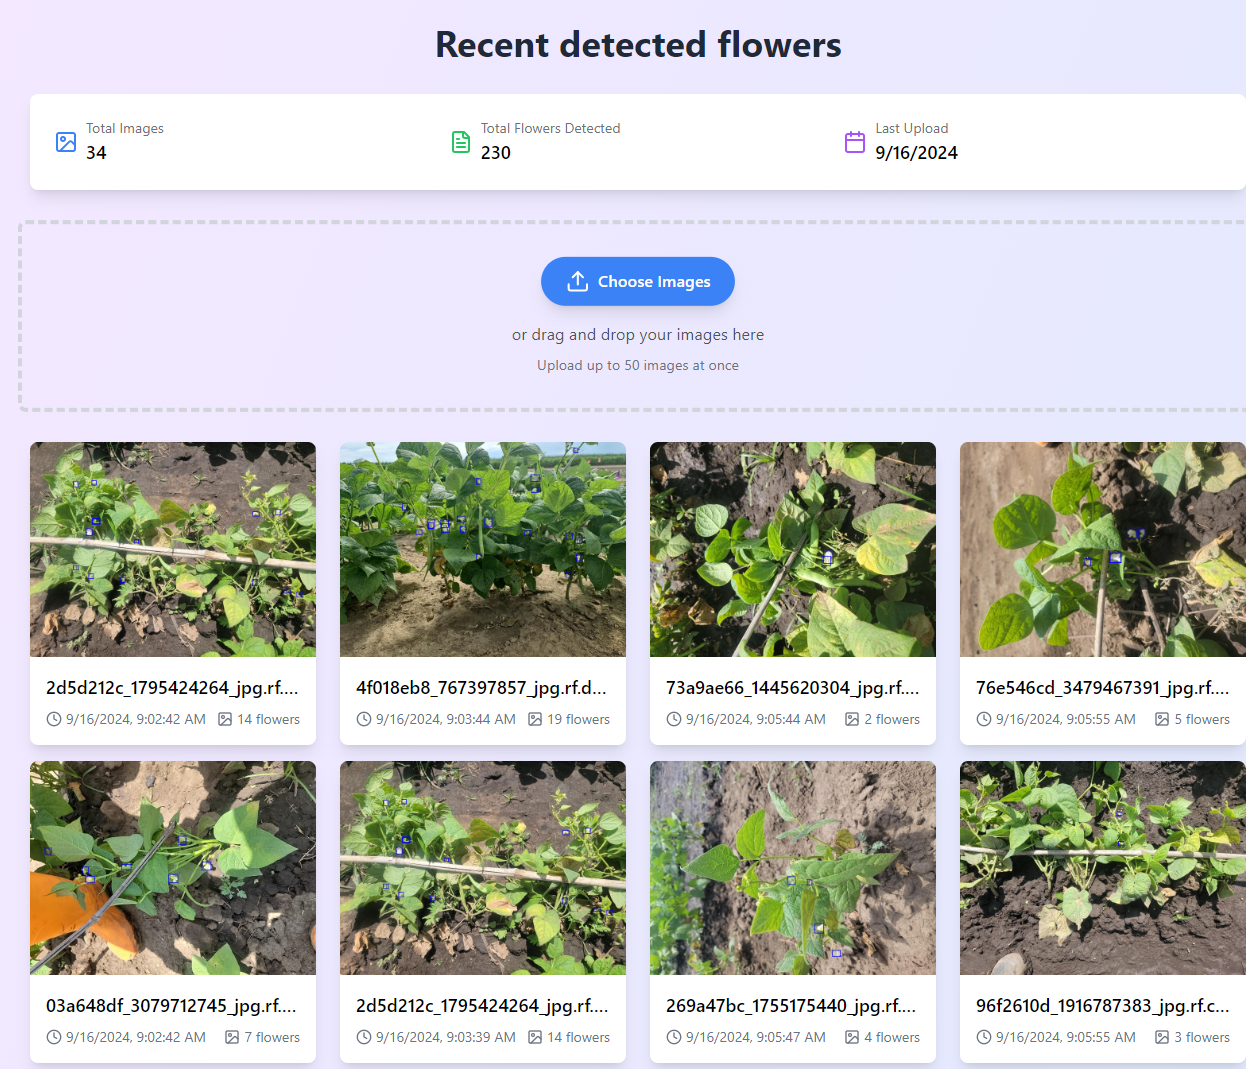 Recent detected flowers
Total Images
34
Total Flowers Detected
230
Last Upload
9/16/2024
Choose Images
or drag and drop your images here
Upload up to 50 images at once
2d5d212c_1795424264_jpg.rf....
9/16/2024, 9:02:42 AM 14 flowers
4f018eb8_767397857_jpg.rf.d...
9/16/2024, 9:03:44 AM 19 flowers
73a9ae66_1445620304_jpg.rf....
9/16/2024, 9:05:44 AM 2 flowers
76e546cd_3479467391_jpg.rf....
9/16/2024, 9:05:55 AM 5 flowers
03a648df_3079712745_jpg.rf....
9/16/2024, 9:02:42 AM 7 flowers
2d5d212c_1795424264_jpg.rf....
9/16/2024, 9:03:39 AM 14 flowers
269a47bc_1755175440_jpg.rf....
9/16/2024, 9:05:47 AM 4 flowers
96f2610d_1916787383_jpg.rf.c...
9/16/2024, 9:05:55 AM 3 flowers